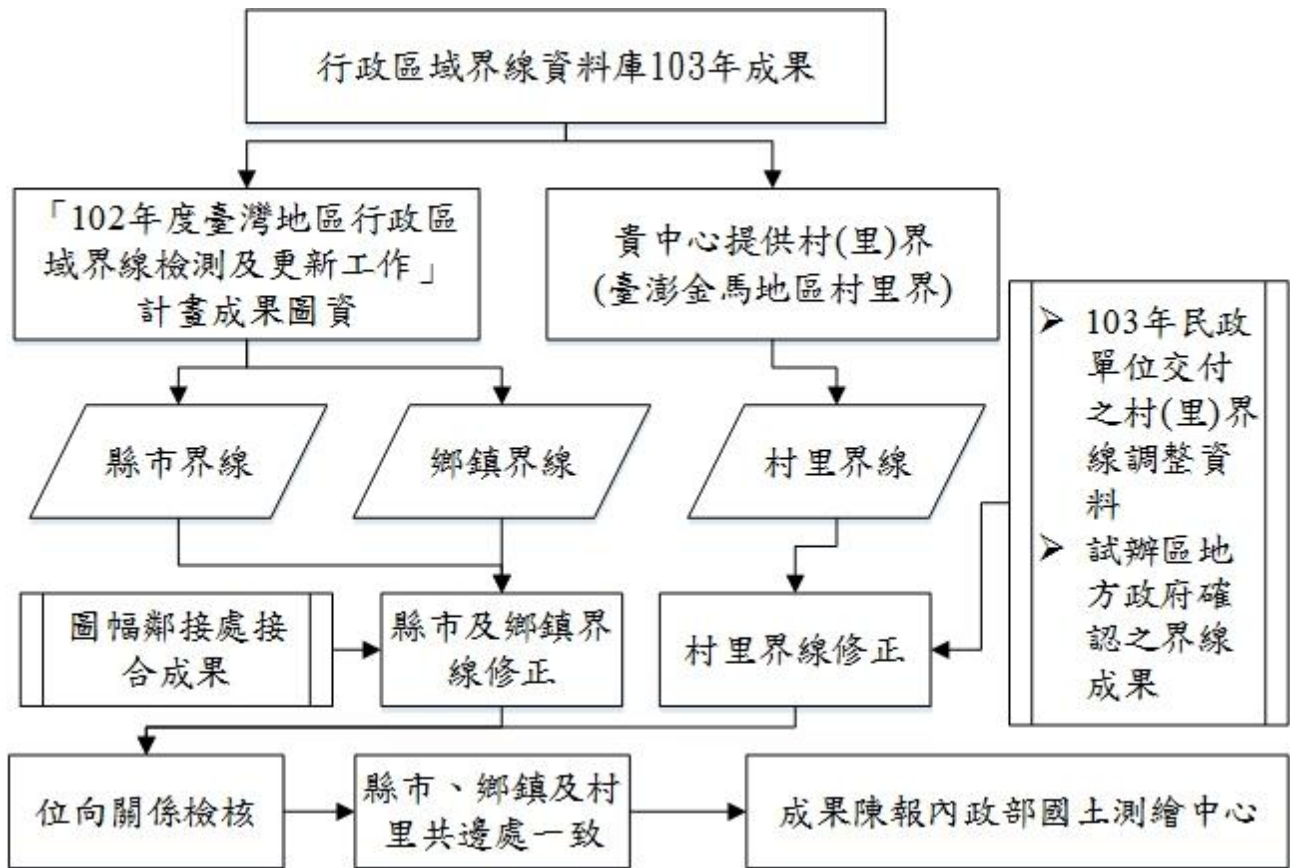 行政區域界線資料庫103年成果
「102年度臺灣地區行政區
域界線檢測及更新工作」
計畫成果圖資
貴中心提供村(里)界
(臺澎金馬地區村里界)
➢ 103年民政
單位交付
之村(里)界
線調整資
料
➢ 試辦區地
方政府確
認之界線
成果
縣市界線
鄉鎮界線
村里界線
圖幅鄰接處接
合成果
縣市及鄉鎮界
線修正
村里界線修正
位向關係檢核
縣市、鄉鎮及村
里共邊處一致
成果陳報內政部國土測繪中心